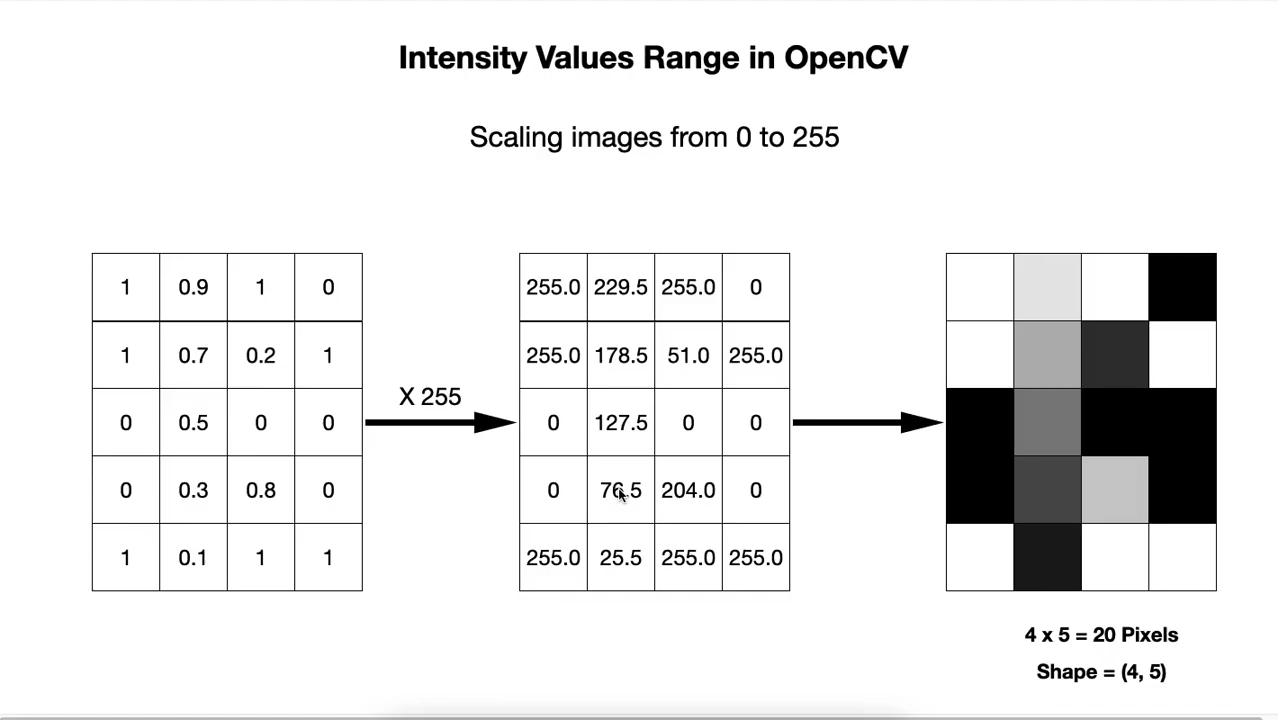 Intensity Values Range in OpenCV
Scaling images from 0 to 255
1 0.9 1 0
1 0.7 0.2 1
0 0.5 0 0
0 0.3 0.8 0
1 0.1 1 1
X 255
255.0 229.5 255.0 0
255.0 178.5 51.0 255.0
0 127.5 0 0
0 76.5 204.0 0
255.0 25.5 255.0 255.0
4 x 5 = 20 Pixels
Shape = (4, 5)